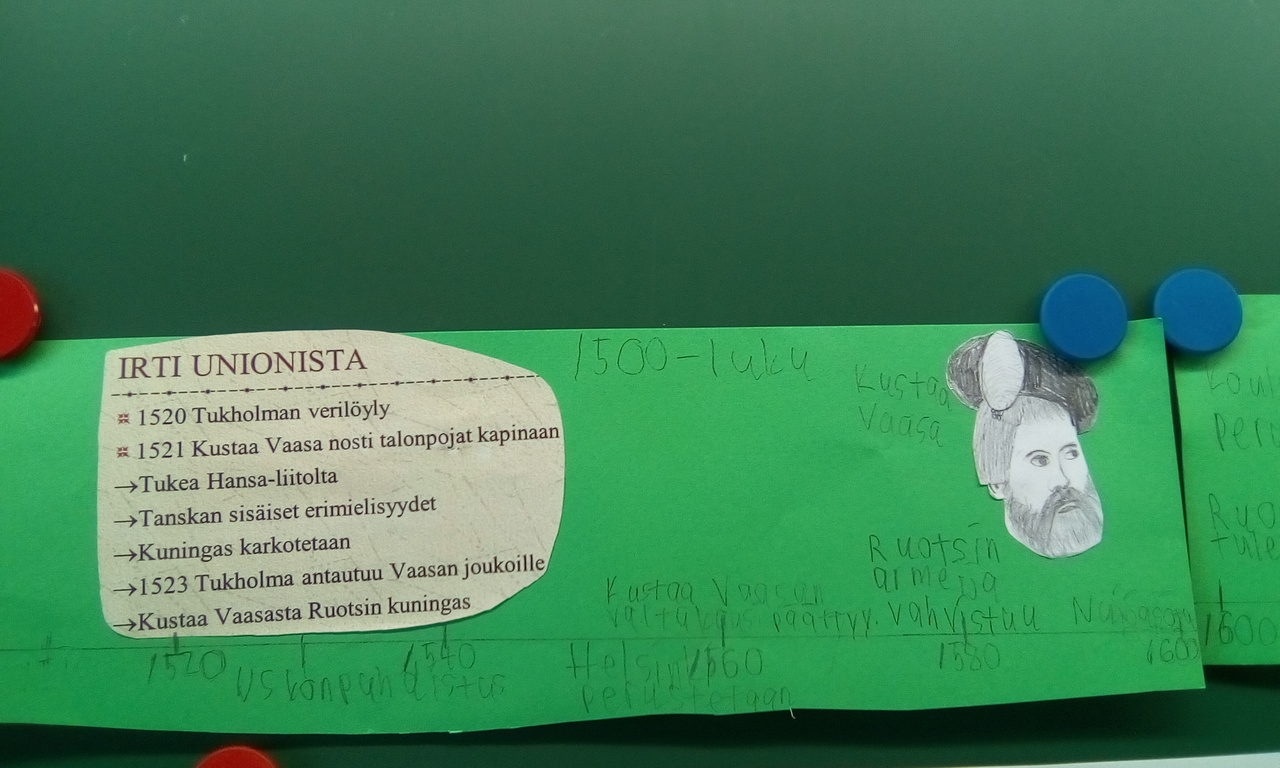 IRTI UNIONISTA
1520 Tukholman verilöyly
1521 Kustaa Vaasa nosti talonpojat kapinaan
→Tukea Hansa-liitolta
→Tanskan sisäiset erimielisyydet
→Kuningas karkotetaan
→1523 Tukholma antautuu Vaasan joukoille
→Kustaa Vaasasta Ruotsin kuningas
1500-luku
Kustaa
Vaasa
Kustaa Vaasan
valtakausi päättyy.
Ruotsin
armeija
vahvistuu
1520
Uskonpuhdistus
1540
Helsinki
perustetaan
1560
1580
1600
1600